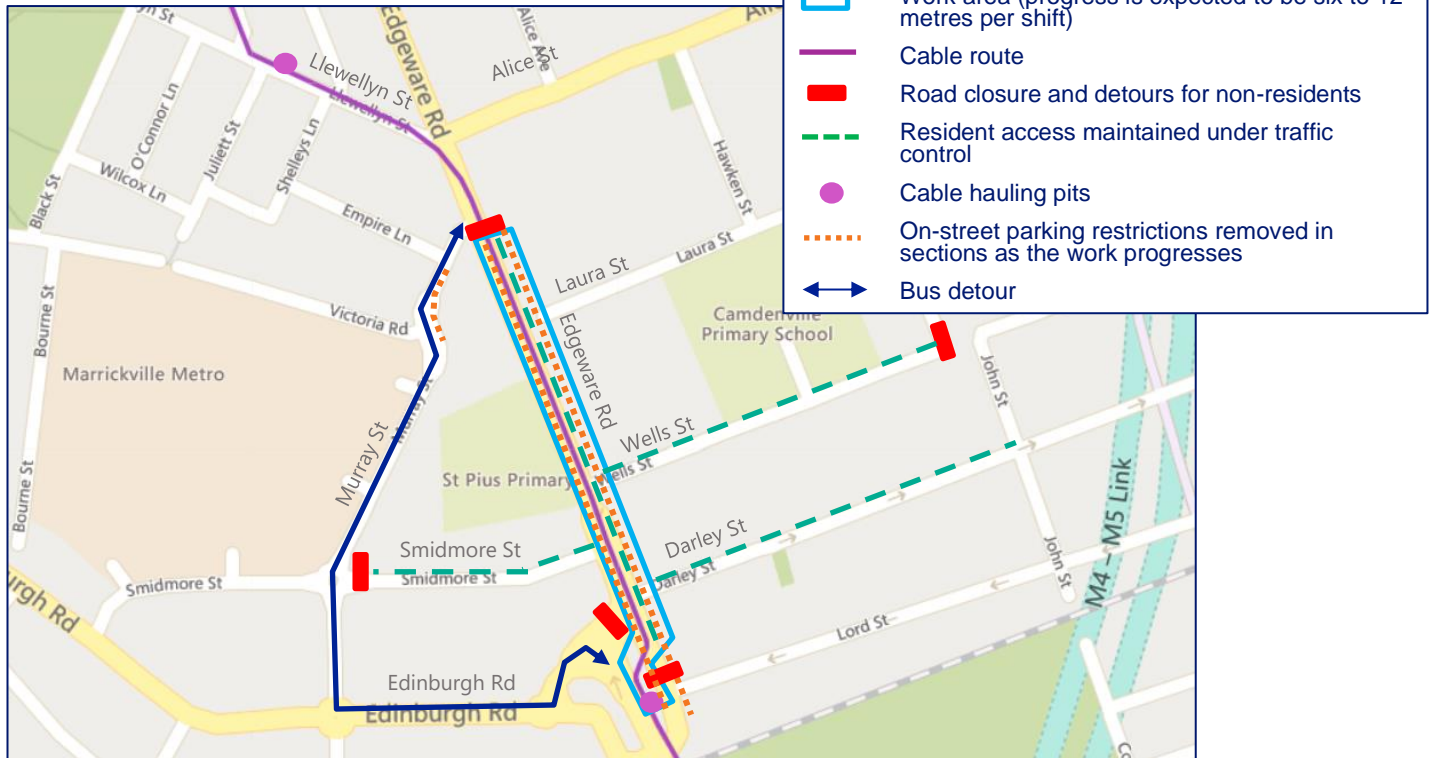 Work area (progress is expected to be six to 12
metres per shift)
Cable route
Road closure and detours for non-residents
Resident access maintained under traffic
control
Cable hauling pits
On-street parking restrictions removed in
sections as the work progresses
Bus detour
yn St
Llewellyn St
Llewellyn St
Edgeware Rd
Alice St
Alice Ave
O'Connor Ln
Juliett St
Shelleys Ln
Black St
Wilcox Ln
Empire Ln
Hawken St
Laura St
Laura St
Bourne St
Victoria Rd
Edgeware Rd
Camdenville
Primary School
John St
Marrickville Metro
Murray St
Murray St
Wells St
Wells St
St Pius Primary
Bourne St
Smidmore St
Smidmore St
Smidmore St
Darley St
Darley St
John St
M4 – M5 Link
urgh Rd
Lord St
Edinburgh Rd
Edinburgh Rd